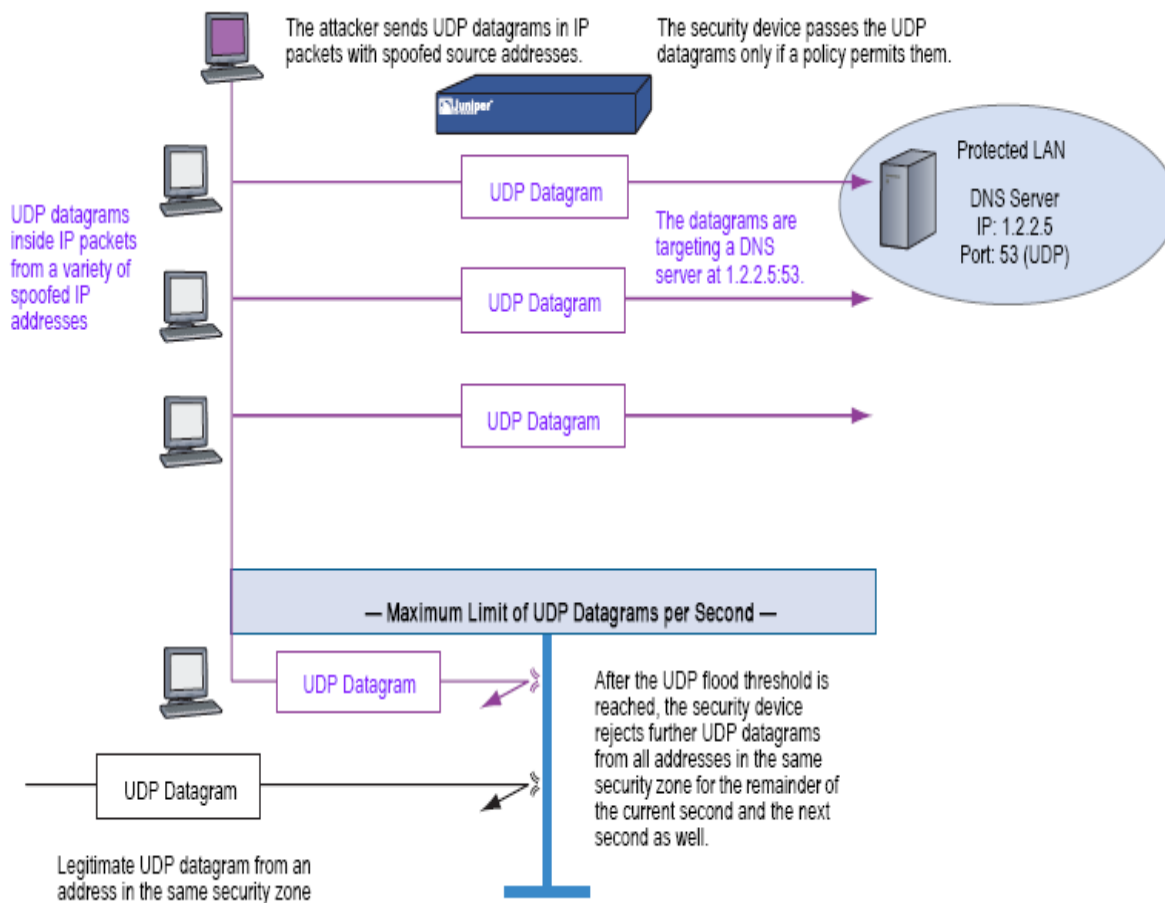 The attacker sends UDP datagrams in IP
packets with spoofed source addresses.
The security device passes the UDP
datagrams only if a policy permits them.
Juniper
UDP datagrams
inside IP packets
from a variety of
spoofed IP
addresses
UDP Datagram
The datagrams are
targeting a DNS
server at 1.2.2.5:53.
Protected LAN
DNS Server
IP: 1.2.2.5
Port: 53 (UDP)
UDP Datagram
UDP Datagram
— Maximum Limit of UDP Datagrams per Second —
UDP Datagram
After the UDP flood threshold is
reached, the security device
rejects further UDP datagrams
from all addresses in the same
security zone for the remainder of
the current second and the next
second as well.
UDP Datagram
Legitimate UDP datagram from an
address in the same security zone